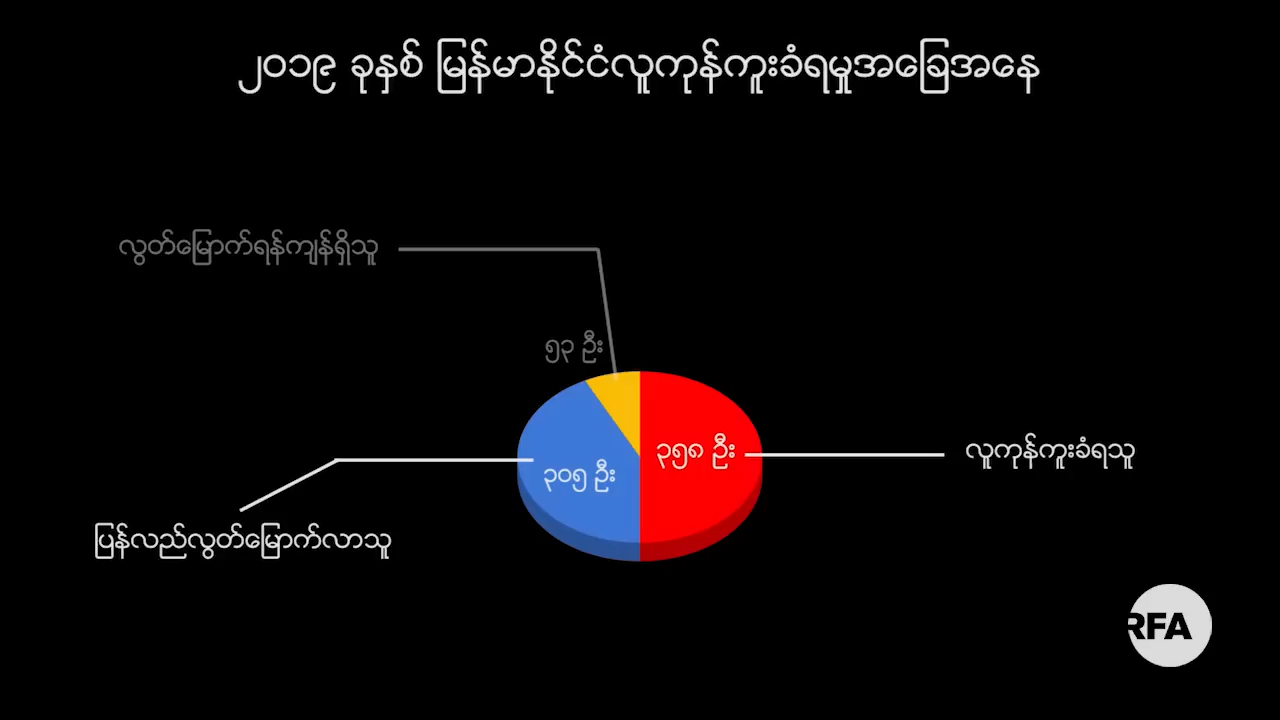 ၂၀၁၉ ခုနှစ် မြန်မာနိုင်ငံလူကုန်ကူးခံရမှုအခြေအနေ
လွတ်မြောက်ရန်ကျန်ရှိသူ
၅၃ ဦး
၃၅၈ ဦး
လူကုန်ကူးခံရသူ
၃၀၅ ဦး
ပြန်လည်လွတ်မြောက်လာသူ
RFA